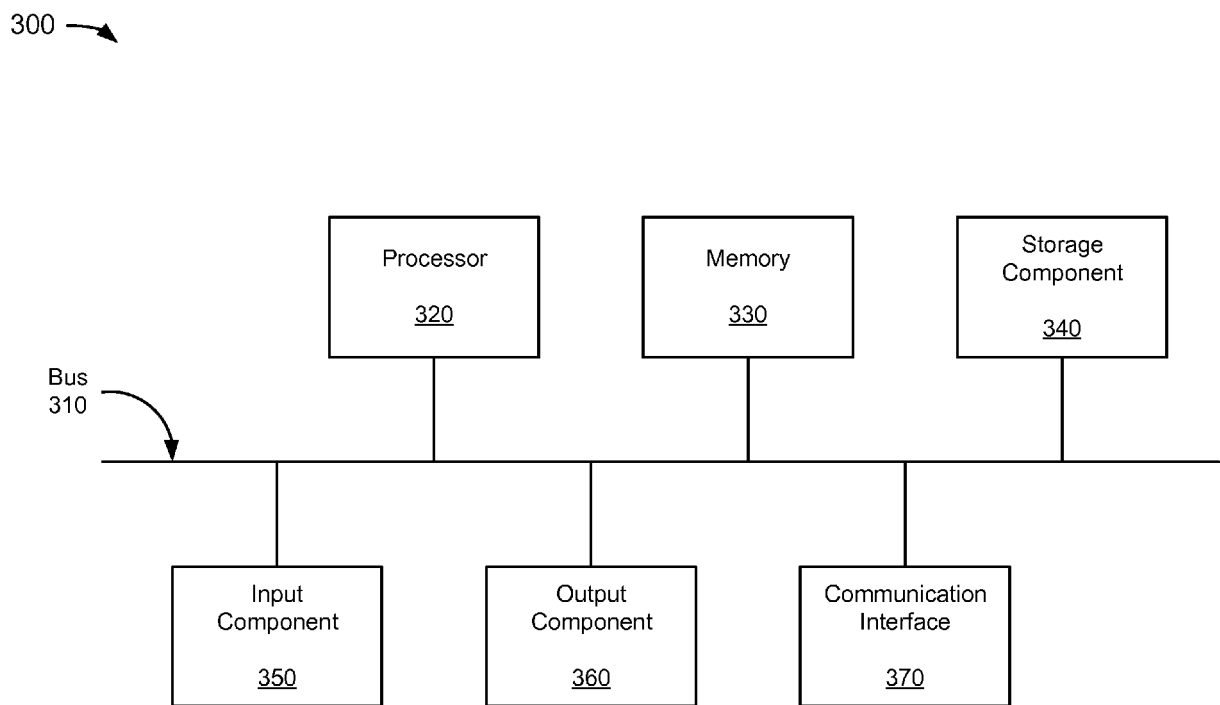 300
Processor
320
Memory
330
Storage
Component
340
Bus
310
Input
Component
350
Output
Component
360
Communication
Interface
370